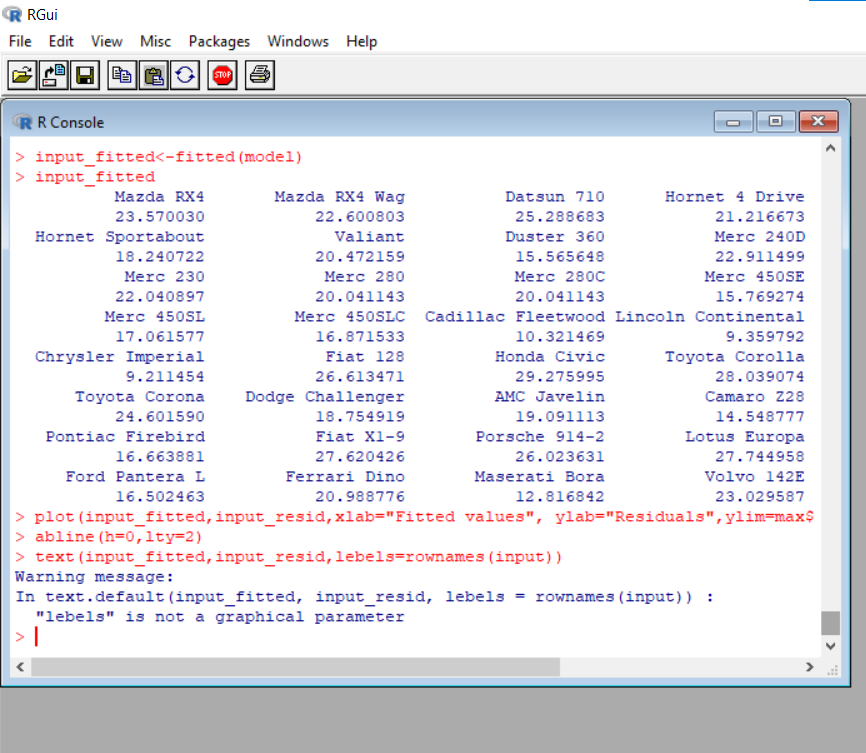 RGui
File Edit View Misc Packages Windows Help
STOP
R Console
> input_fitted<-fitted(model)
> input_fitted
Mazda RX4 Mazda RX4 Wag Datsun 710 Hornet 4 Drive
23.570030 22.600803 25.288683 21.216673
Hornet Sportabout Valiant Duster 360 Merc 240D
18.240722 20.472159 15.565648 22.911499
Merc 230 Merc 280 Merc 280C Merc 450SE
22.040897 20.041143 20.041143 15.769274
Merc 450SL Merc 450SLC Cadillac Fleetwood Lincoln Continental
17.061577 16.871533 10.321469 9.359792
Chrysler Imperial Fiat 128 Honda Civic Toyota Corolla
9.211454 26.613471 29.275995 28.039074
Toyota Corona Dodge Challenger AMC Javelin Camaro Z28
24.601590 18.754919 19.091113 14.548777
Pontiac Firebird Fiat X1-9 Porsche 914-2 Lotus Europa
16.663881 27.620426 26.023631 27.744958
Ford Pantera L Ferrari Dino Maserati Bora Volvo 142E
16.502463 20.988776 12.816842 23.029587
> plot(input_fitted,input_resid,xlab="Fitted values", ylab="Residuals",ylim=max$
> abline(h=0,lty=2)
> text(input_fitted,input_resid,lebels=rownames(input))
Warning message:
In text.default(input_fitted, input_resid, lebels = rownames(input)) :
"lebels" is not a graphical parameter
>